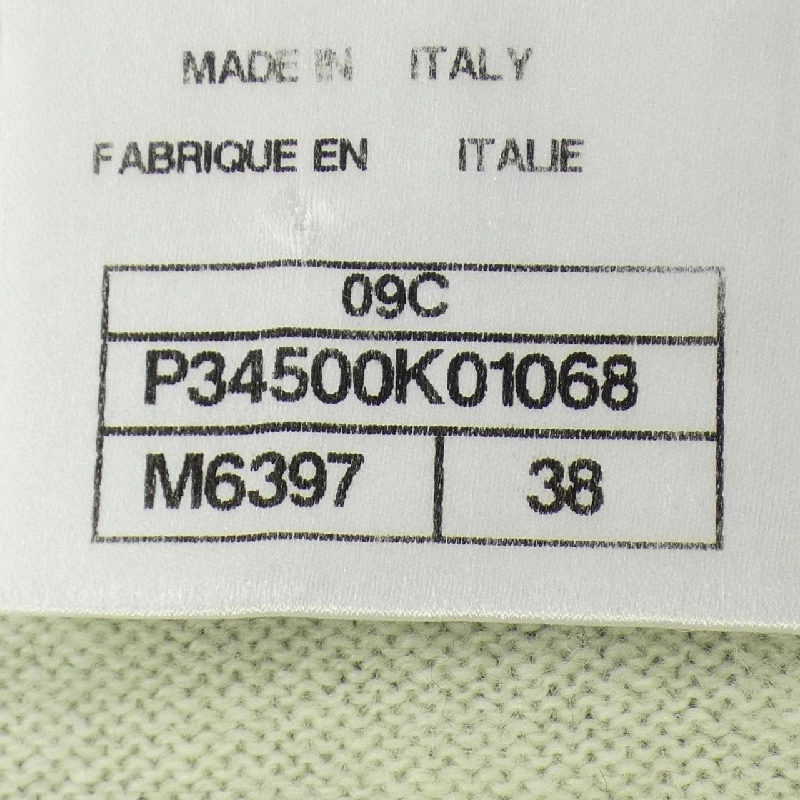 MADE IN ITALY
FABRIQUE EN ITALIE
09C
P34500K01068
M6397 38